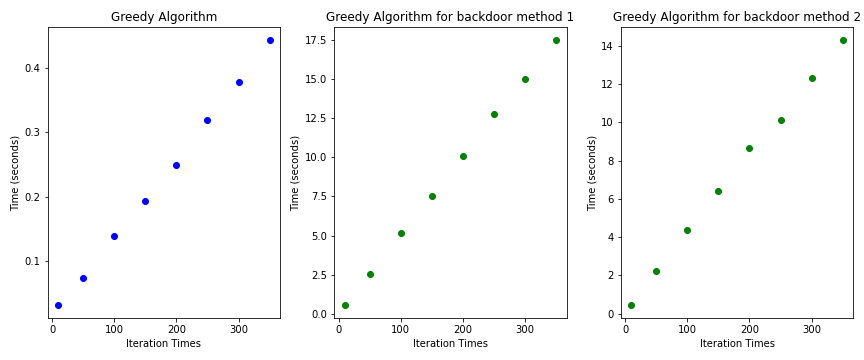 Greedy Algorithm
Time (seconds)
0.4
0.3
0.2
0.1
0 100 200 300
Iteration Times
Greedy Algorithm for backdoor method 1
Time (seconds)
17.5
15.0
12.5
10.0
7.5
5.0
2.5
0.0
0 100 200 300
Iteration Times
Greedy Algorithm for backdoor method 2
Time (seconds)
14
12
10
8
6
4
2
0
0 100 200 300
Iteration Times